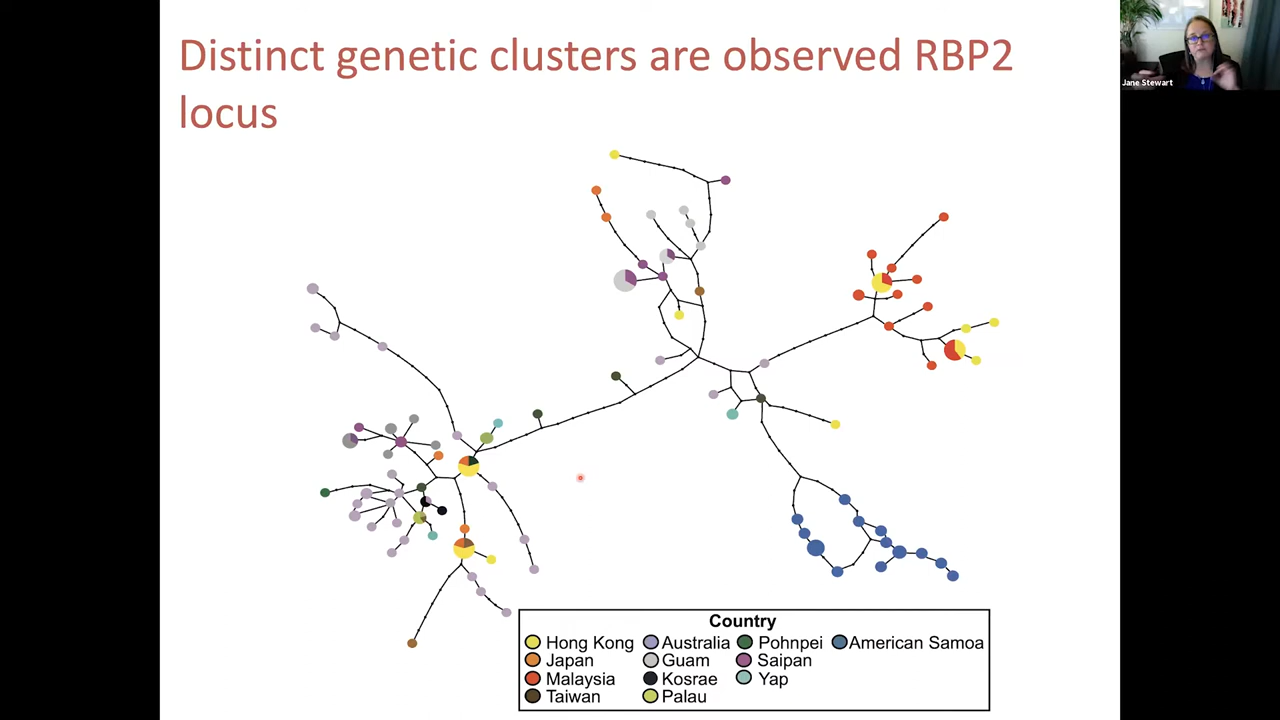 Distinct genetic clusters are observed RBP2
locus
Jane Stewart
Country
Hong Kong Australia Pohnpei American Samoa
Japan Guam Saipan
Malaysia Kosrae Yap
Taiwan Palau